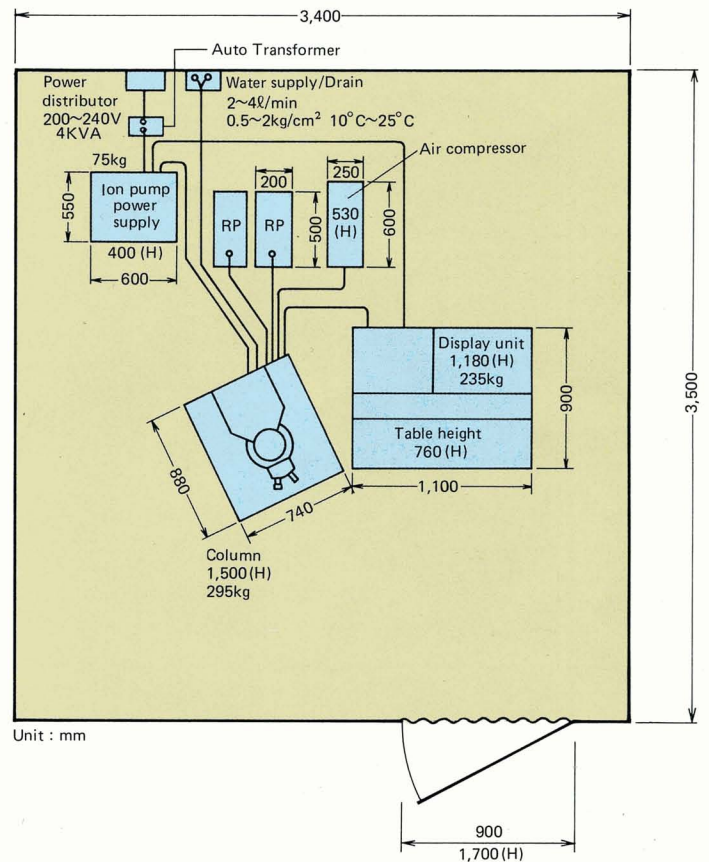 3,400
Auto Transformer
Power
distributor
200~240V
4KVA
Water supply/Drain
2~4ℓ/min
0.5~2kg/cm² 10°C~25°C
Air compressor
75kg
Ion pump
power
supply
550
400 (H)
600
RP
200
RP
500
250
530
(H)
600
Display unit
1,180 (H)
235kg
Table height
760 (H)
900
1,100
3,500
880
740
Column
1,500 (H)
295kg
Unit : mm
900
1,700 (H)